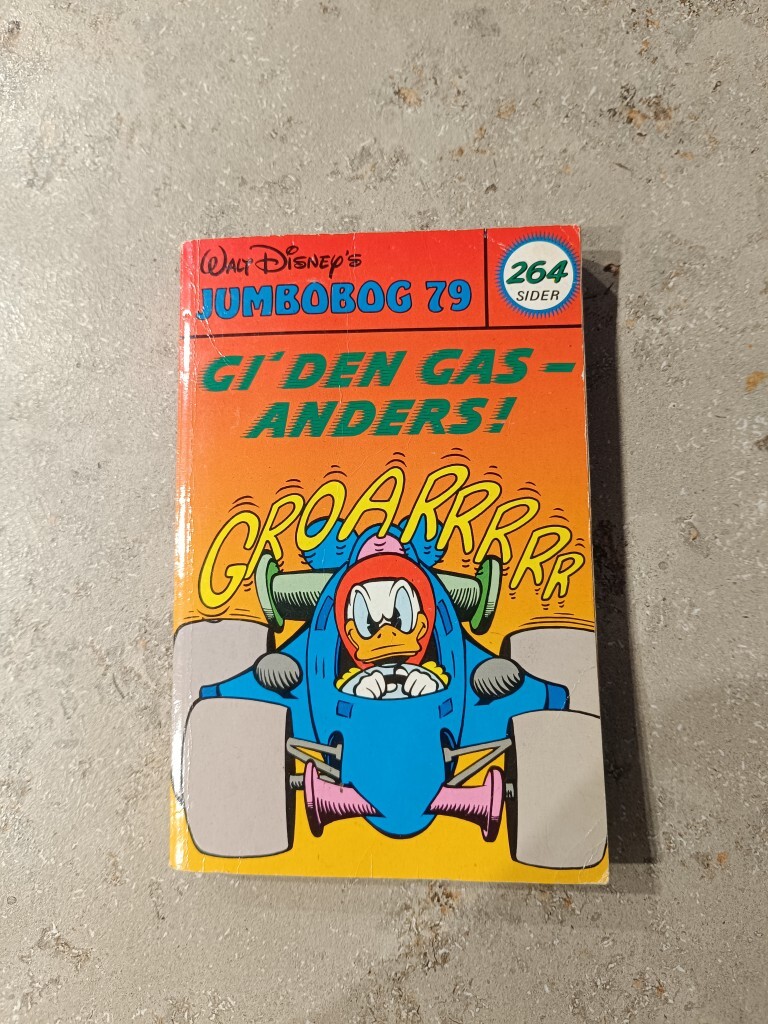 WALT DISNEY'S
JUMBOBOG 79
264
SIDER
GI' DEN GAS –
ANDERS!
GROARRRRRR